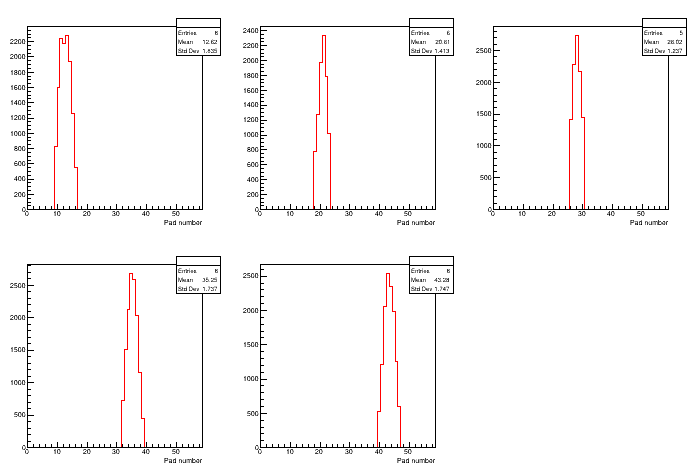 Entries 6
Mean 12.62
Std Dev 1.835
2200
2000
1800
1600
1400
1200
1000
800
600
400
200
0
0 10 20 30 40 50
Pad number
Entries 6
Mean 20.61
Std Dev 1.413
2400
2200
2000
1800
1600
1400
1200
1000
800
600
400
200
0
0 10 20 30 40 50
Pad number
Entries 5
Mean 28.02
Std Dev 1.237
2500
2000
1500
1000
500
0
0 10 20 30 40 50
Pad number
Entries 6
Mean 35.25
Std Dev 1.737
2500
2000
1500
1000
500
0
0 10 20 30 40 50
Pad number
Entries 6
Mean 43.28
Std Dev 1.747
2500
2000
1500
1000
500
0
0 10 20 30 40 50
Pad number